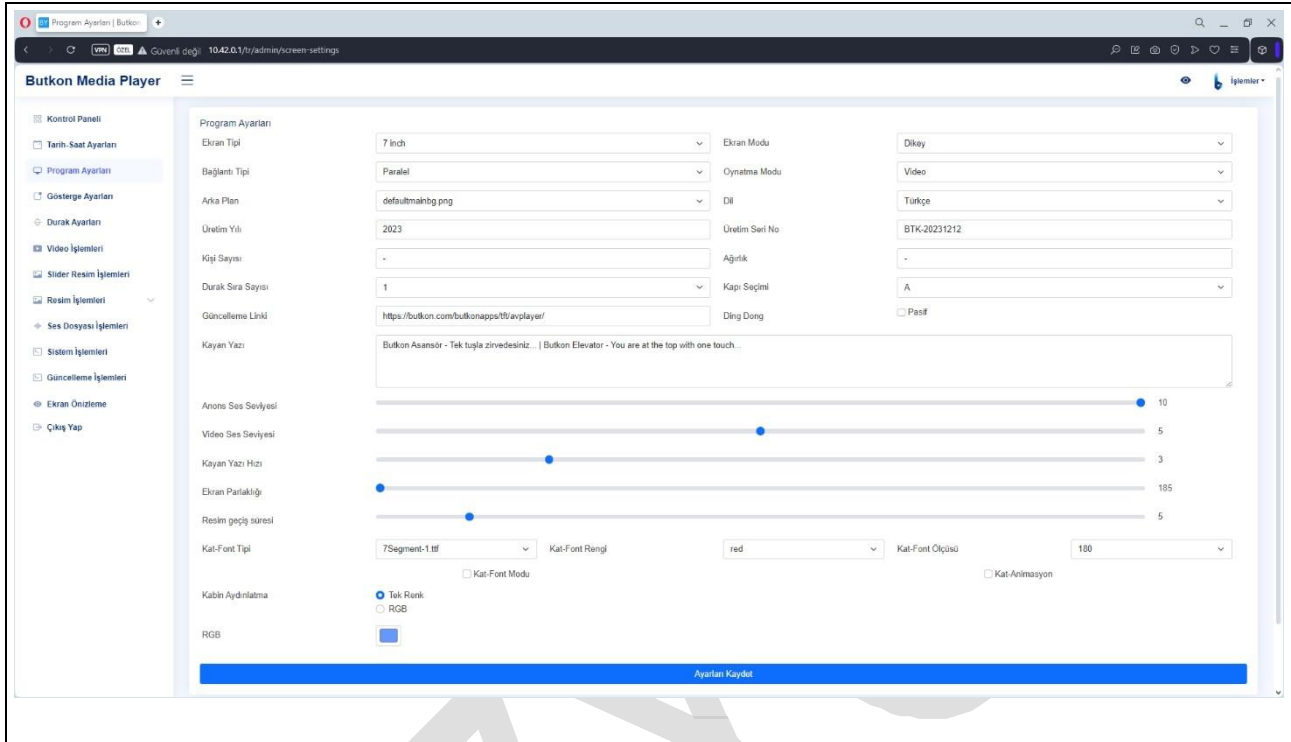 BY Program Ayarları | Butkon
VPN ÖZEL Güvenli değil 10.42.0.1/tr/admin/screen-settings
Butkon Media Player
İşlemler
Kontrol Paneli
Tarih-Saat Ayarları
Program Ayarları
Gösterge Ayarları
Durak Ayarları
Video İşlemleri
Slider Resim İşlemleri
Resim İşlemleri
Ses Dosyası İşlemleri
Sistem İşlemleri
Güncelleme İşlemleri
Ekran Önizleme
Çıkış Yap
Program Ayarları
Ekran Tipi 7 inch Ekran Modu Dikey
Bağlantı Tipi Paralel Oynatma Modu Video
Arka Plan defaultmainbg.png Dil Türkçe
Üretim Yılı 2023 Üretim Seri No BTK-20231212
Kişi Sayısı - Ağırlık -
Durak Sıra Sayısı 1 Kapı Seçimi A
Güncelleme Linki https://butkon.com/butkonapps/tft/avplayer/ Ding Dong Pasif
Kayan Yazı Butkon Asansör - Tek tuşla zirvedesiniz... | Butkon Elevator - You are at the top with one touch...
Anons Ses Seviyesi 10
Video Ses Seviyesi 5
Kayan Yazı Hızı 3
Ekran Parlaklığı 185
Resim geçiş süresi 5
Kat-Font Tipi 7Segment-1.ttf Kat-Font Rengi red Kat-Font Ölçüsü 180
Kat-Font Modu Kat-Animasyon
Kabin Aydınlatma Tek Renk
RGB
RGB
Ayarları Kaydet